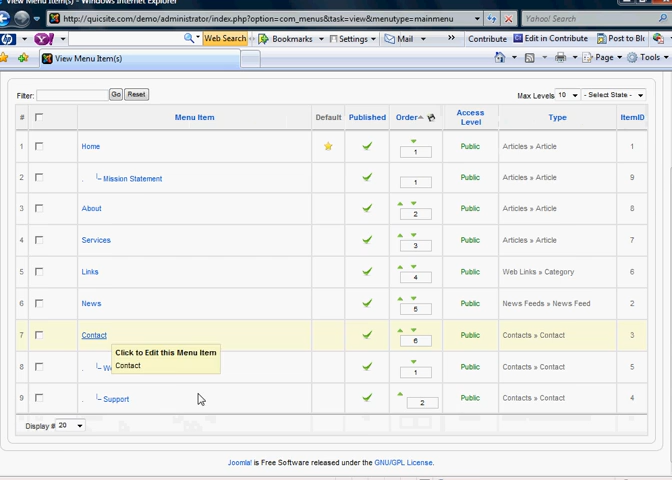 View Menu Item(s) - Windows Internet Explorer
http://quicsite.com/demo/administrator/index.php?option=com_menus&task=view&menutype=mainmenu
Yahoo! Search
Y! Web Search Bookmarks Settings Mail » Contribute Edit in Contribute Post to Bl
View Menu Item(s) Page Tools
Filter: Go Reset Max Levels 10 - Select State -
# Menu Item Default Published Order Access Level Type ItemID
1 Home 1 Public Articles » Article 1
2 . Mission Statement 1 Public Articles » Article 9
3 About 2 Public Articles » Article 8
4 Services 3 Public Articles » Article 7
5 Links 4 Public Web Links » Category 6
6 News 5 Public News Feeds » News Feed 2
7 Contact 6 Public Contacts » Contact 3
Click to Edit this Menu Item
Contact
8 . 1 Public Contacts » Contact 5
9 . Support 2 Public Contacts » Contact 4
Display # 20
Joomla! is Free Software released under the GNU/GPL License.